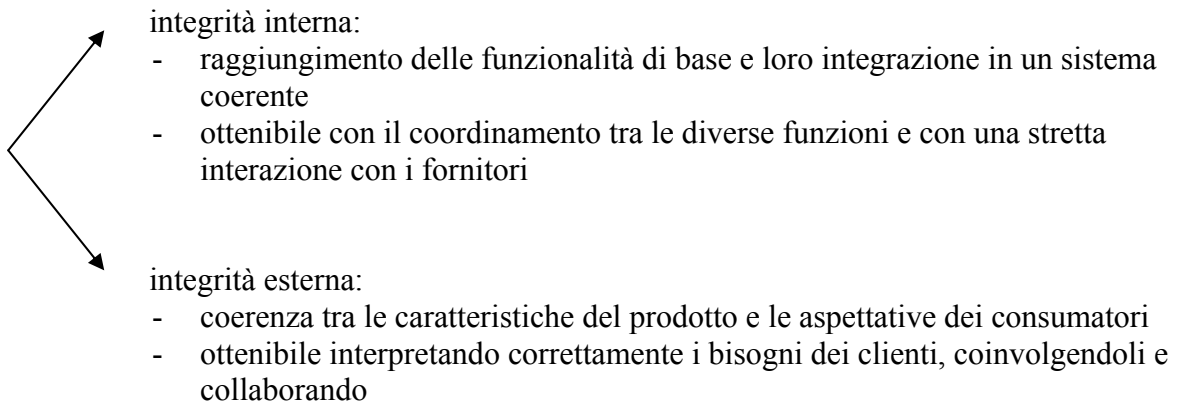 integrità interna:
- raggiungimento delle funzionalità di base e loro integrazione in un sistema
coerente
- ottenibile con il coordinamento tra le diverse funzioni e con una stretta
interazione con i fornitori
integrità esterna:
- coerenza tra le caratteristiche del prodotto e le aspettative dei consumatori
- ottenibile interpretando correttamente i bisogni dei clienti, coinvolgendoli e
collaborando